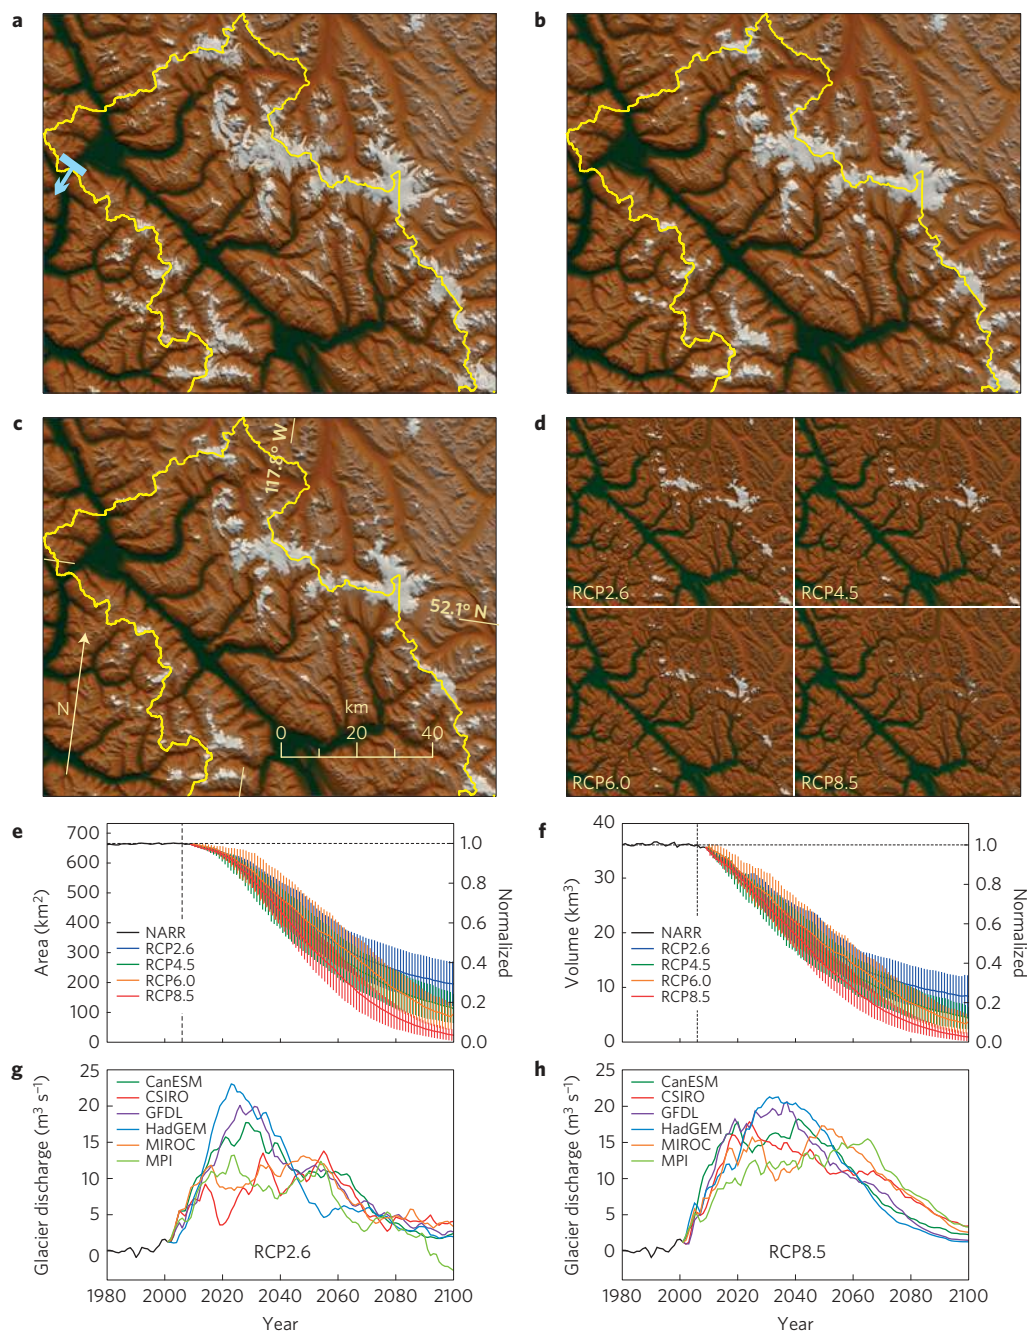 a
b
c
117.8° W
52.1° N
N
km
0 20 40
d
RCP2.6
RCP4.5
RCP6.0
RCP8.5
e
Area (km²)
700
600
500
400
300
200
100
0
NARR
RCP2.6
RCP4.5
RCP6.0
RCP8.5
1.0
0.8
0.6
0.4
0.2
0.0
Normalized
f
Volume (km³)
40
30
20
10
0
NARR
RCP2.6
RCP4.5
RCP6.0
RCP8.5
1.0
0.8
0.6
0.4
0.2
0.0
Normalized
g
Glacier discharge (m³ s⁻¹)
25
20
15
10
5
0
CanESM
CSIRO
GFDL
HadGEM
MIROC
MPI
RCP2.6
1980 2000 2020 2040 2060 2080 2100
Year
h
Glacier discharge (m³ s⁻¹)
25
20
15
10
5
0
CanESM
CSIRO
GFDL
HadGEM
MIROC
MPI
RCP8.5
1980 2000 2020 2040 2060 2080 2100
Year